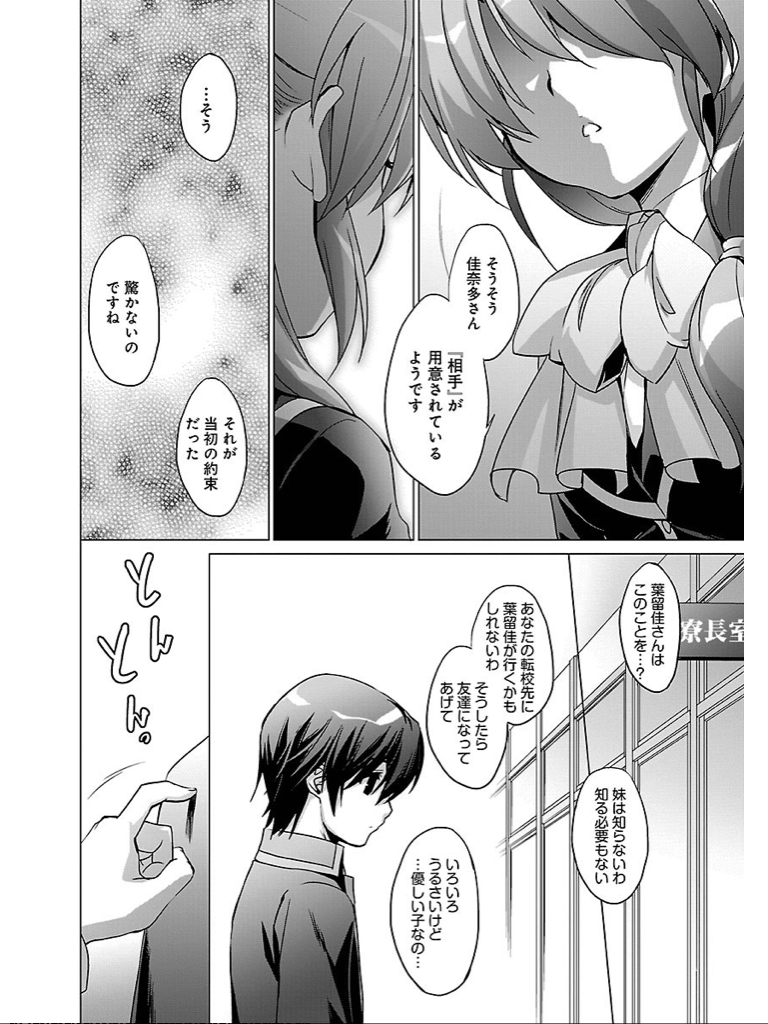 そうそう
佳奈多さん
『相手』が
用意されている
ようです
…そう
驚かないの
ですね
それが
当初の約束
だった
寮長室
葉留佳さんは
このことを…?
妹は知らないわ
知る必要もない
あなたの転校先に
葉留佳が行くかも
しれないわ
そうしたら
友達になって
あげて
いろいろ
うるさいけど
…優しい子なの…
とん
とんっ